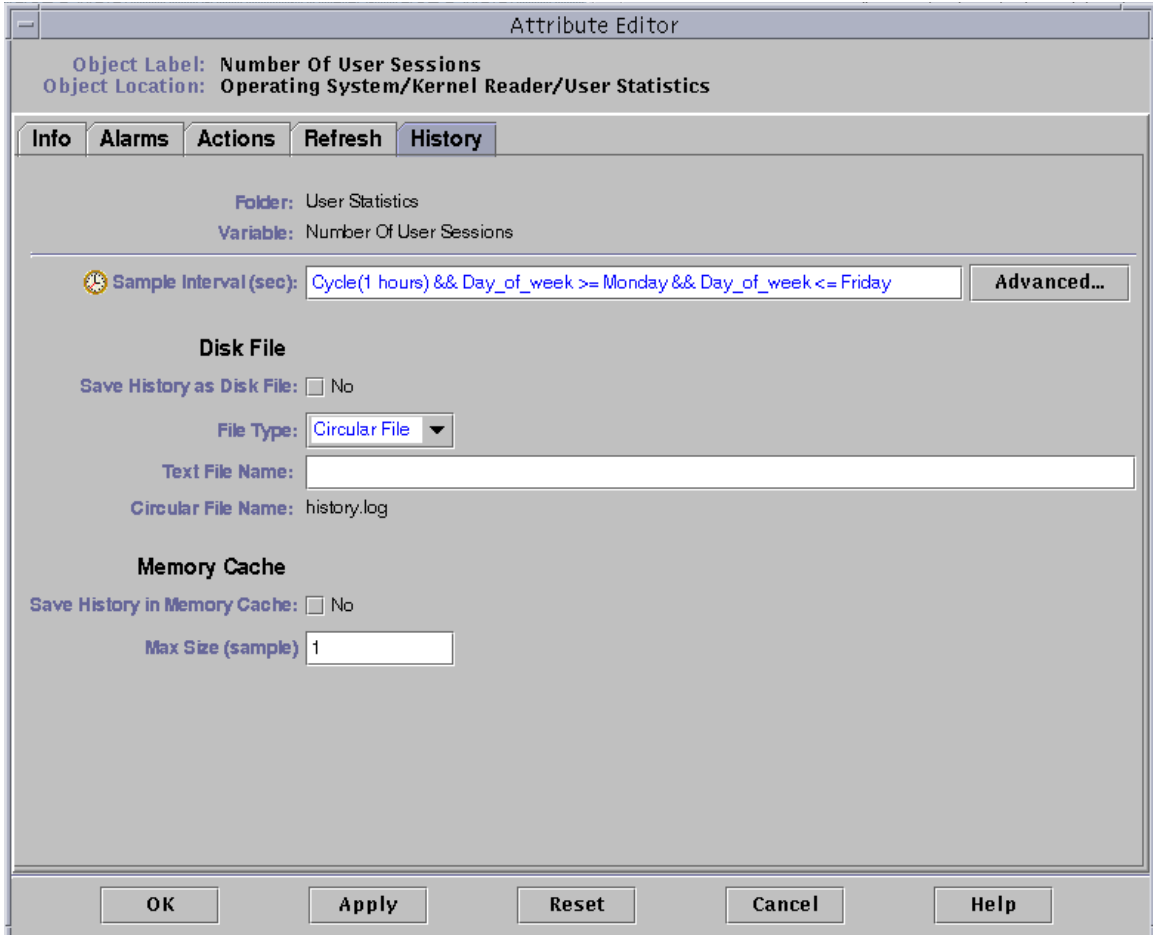 Attribute Editor
Object Label: Number Of User Sessions
Object Location: Operating System/Kernel Reader/User Statistics
Info Alarms Actions Refresh History
Folder: User Statistics
Variable: Number Of User Sessions
Sample Interval (sec): Cycle(1 hours) && Day_of_week >= Monday && Day_of_week <= Friday Advanced...
Disk File
Save History as Disk File: No
File Type: Circular File
Text File Name:
Circular File Name: history.log
Memory Cache
Save History in Memory Cache: No
Max Size (sample) 1
OK Apply Reset Cancel Help